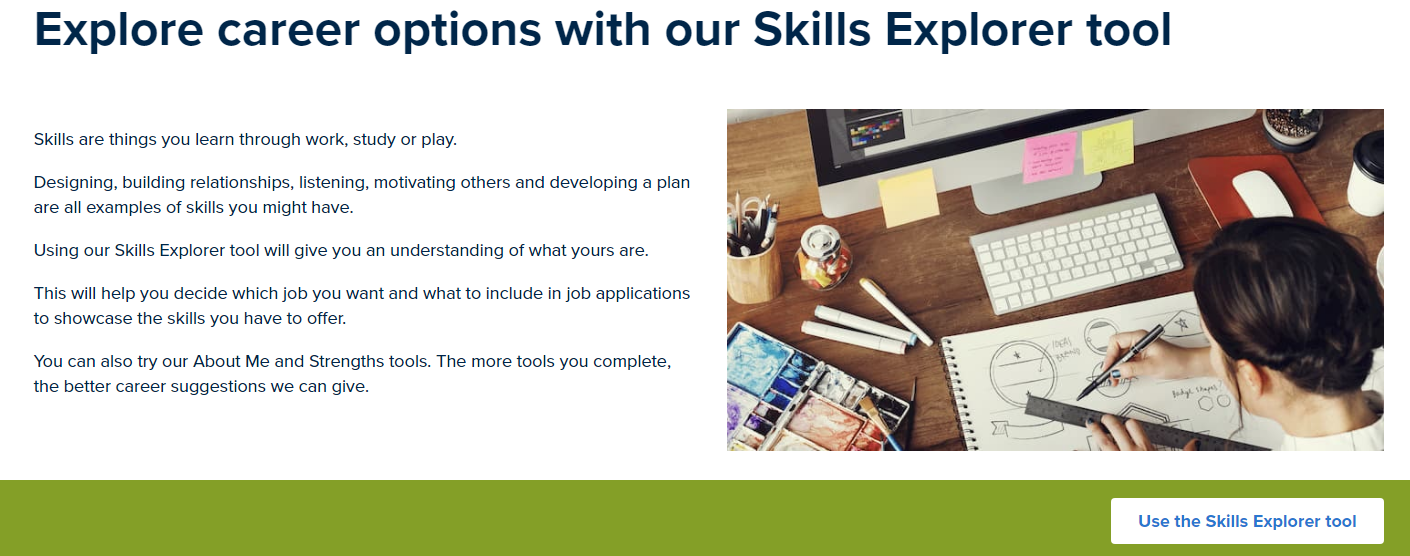 Explore career options with our Skills Explorer tool
Skills are things you learn through work, study or play.
Designing, building relationships, listening, motivating others and developing a plan
are all examples of skills you might have.
Using our Skills Explorer tool will give you an understanding of what yours are.
This will help you decide which job you want and what to include in job applications
to showcase the skills you have to offer.
You can also try our About Me and Strengths tools. The more tools you complete,
the better career suggestions we can give.
IDEAS
Badge Shapes?
Use the Skills Explorer tool